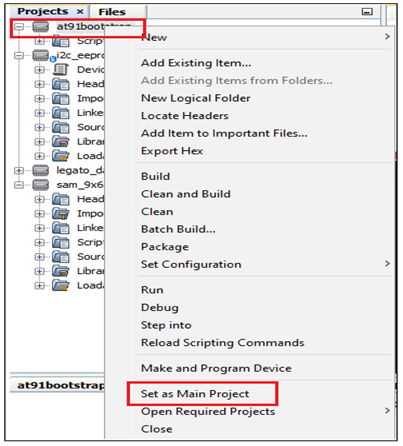 Projects × Files
at91bootstrap
Scrip
i2c_eepro
Devic
Head
Impo
Linke
Sourc
Librar
Loada
legato_da
sam_9x6
Head
Impo
Linke
Script
Sourc
Librar
Loada
at91bootstrap
New
Add Existing Item...
Add Existing Items from Folders...
New Logical Folder
Locate Headers
Add Item to Important Files...
Export Hex
Build
Clean and Build
Clean
Batch Build...
Package
Set Configuration
Run
Debug
Step into
Reload Scripting Commands
Make and Program Device
Set as Main Project
Open Required Projects
Close